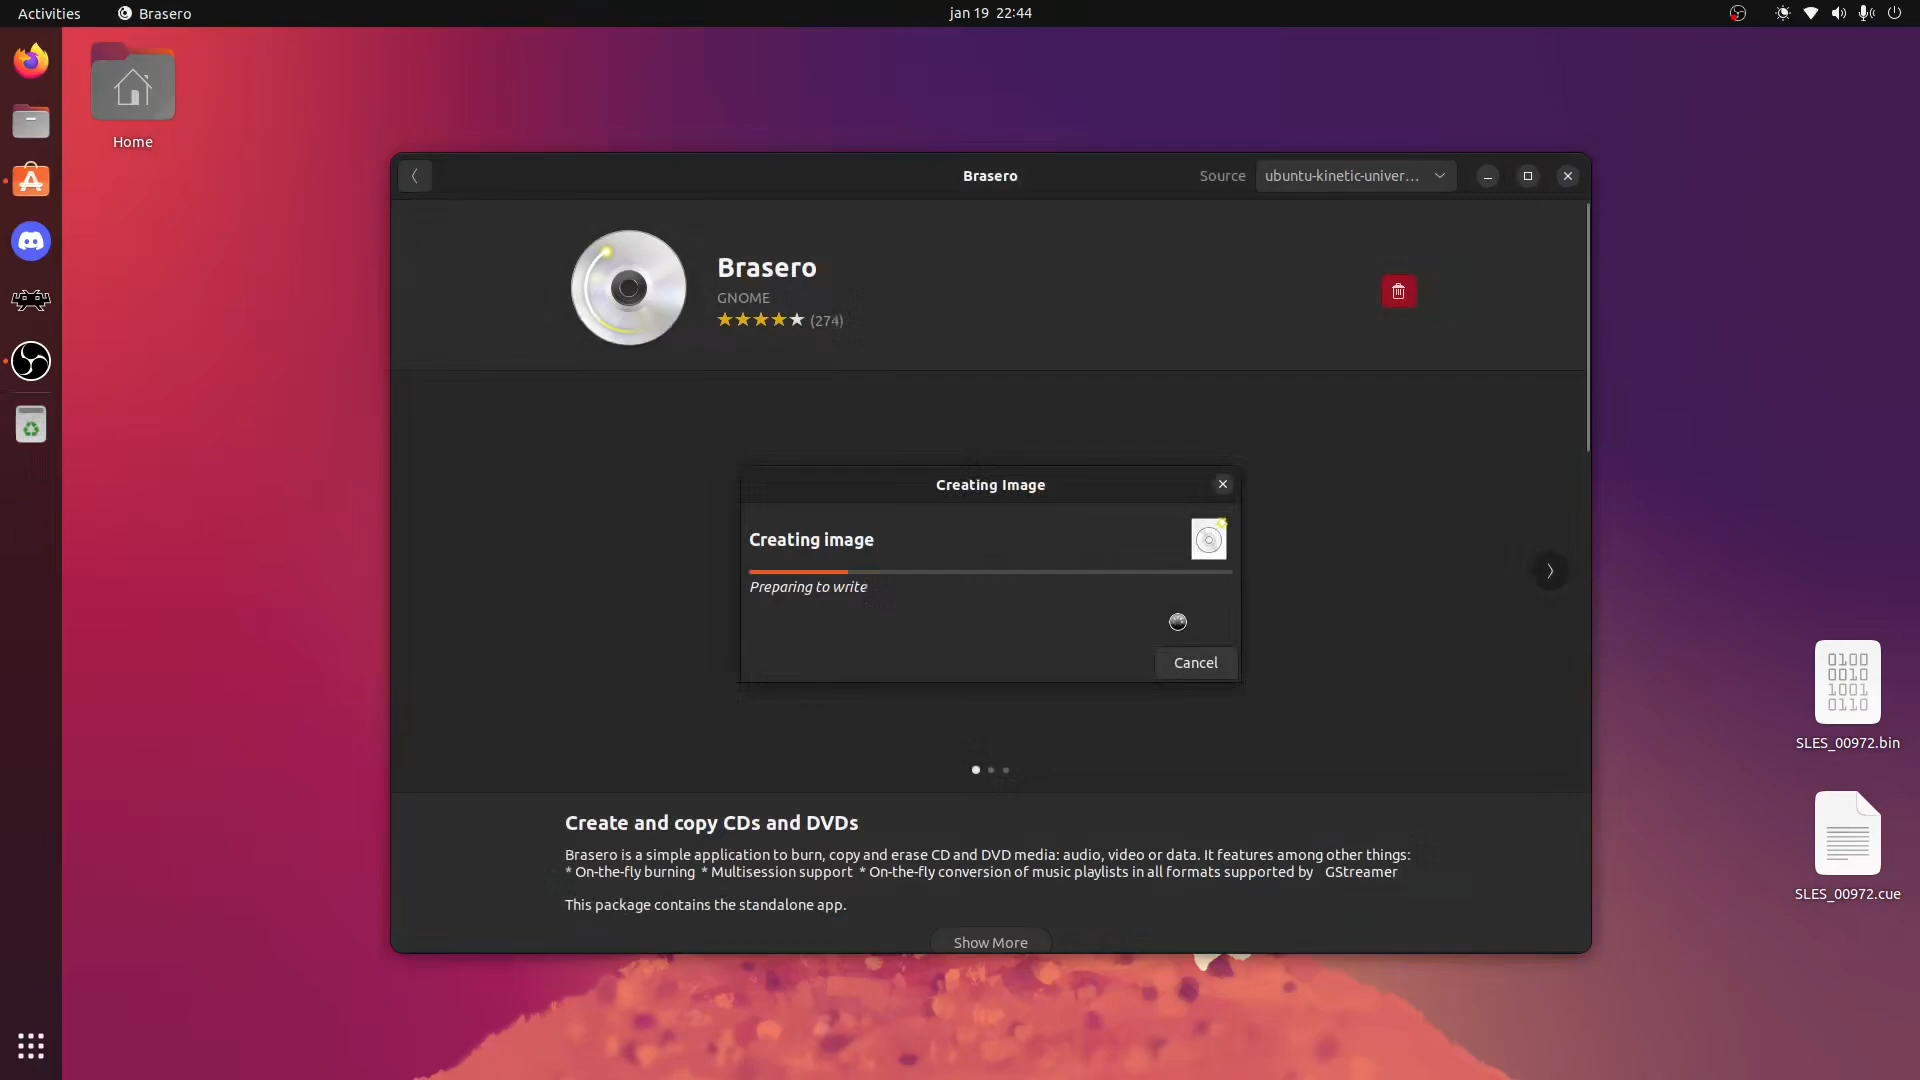 Activities
Brasero
jan 19 22:44
Home
Brasero
Source
ubuntu-kinetic-univer...
Brasero
GNOME
(274)
Creating Image
Creating image
Preparing to write
Cancel
0100
0010
1001
0110
SLES_00972.bin
SLES_00972.cue
Create and copy CDs and DVDs
Brasero is a simple application to burn, copy and erase CD and DVD media: audio, video or data. It features among other things:
* On-the-fly burning * Multisession support * On-the-fly conversion of music playlists in all formats supported by GStreamer
This package contains the standalone app.
Show More